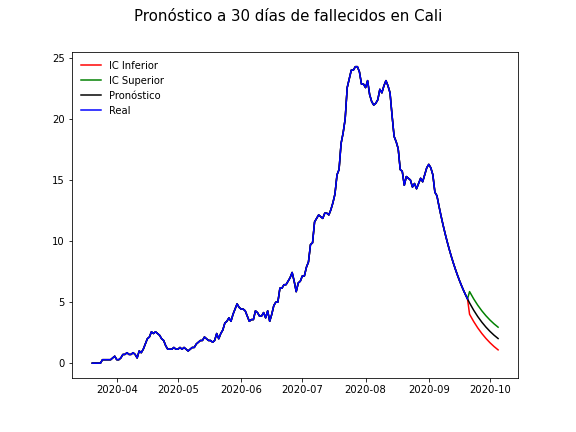 Pronóstico a 30 días de fallecidos en Cali
25
20
15
10
5
0
IC Inferior
IC Superior
Pronóstico
Real
2020-04 2020-05 2020-06 2020-07 2020-08 2020-09 2020-10